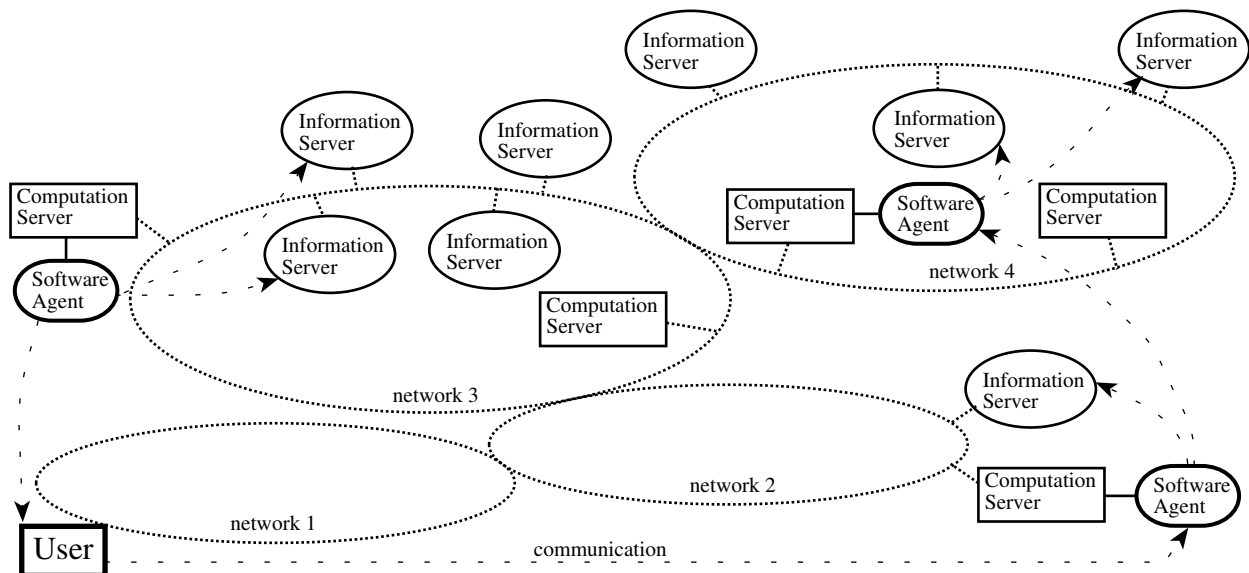 Information
Server
Information
Server
Information
Server
Information
Server
Information
Server
Computation
Server
Computation
Server
Software
Agent
Computation
Server
Information
Server
Information
Server
Software
Agent
network 4
Computation
Server
Information
Server
network 3
Computation
Server
Software
Agent
network 2
network 1
User
communication